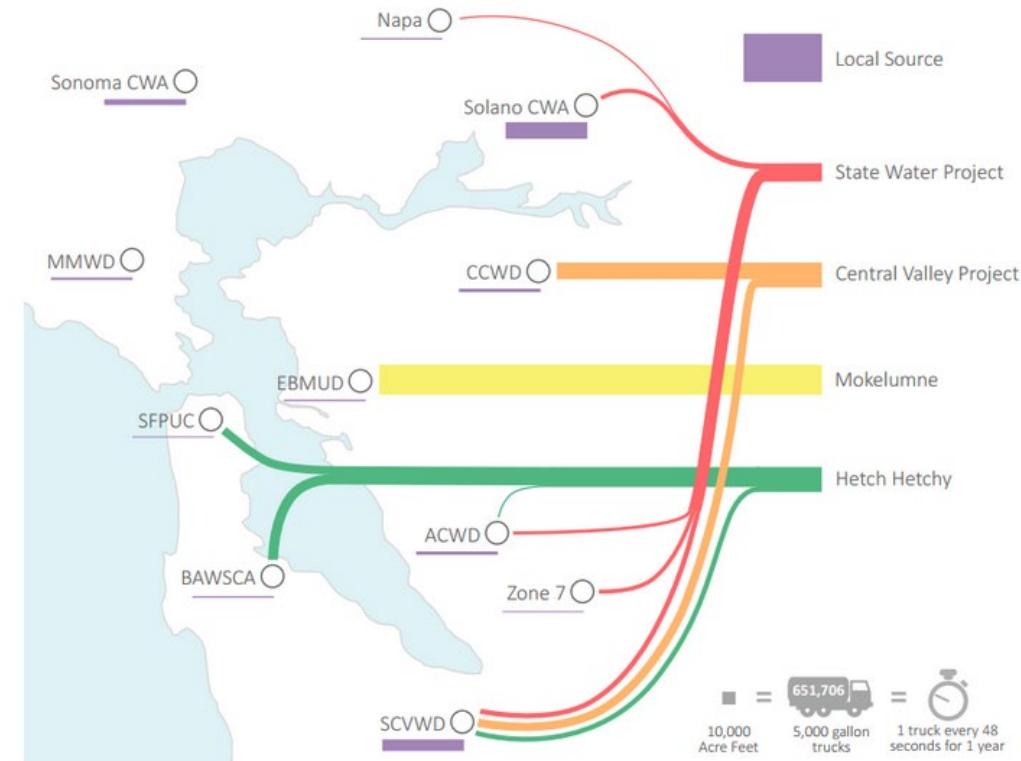 Napa
Local Source
Sonoma CWA
Solano CWA
State Water Project
MMWD
CCWD
Central Valley Project
EBMUD
Mokelumne
SFPUC
Hetch Hetchy
ACWD
BAWSCA
Zone 7
SCVWD
651,706
=
=
10,000
Acre Feet
5,000 gallon
trucks
1 truck every 48
seconds for 1 year